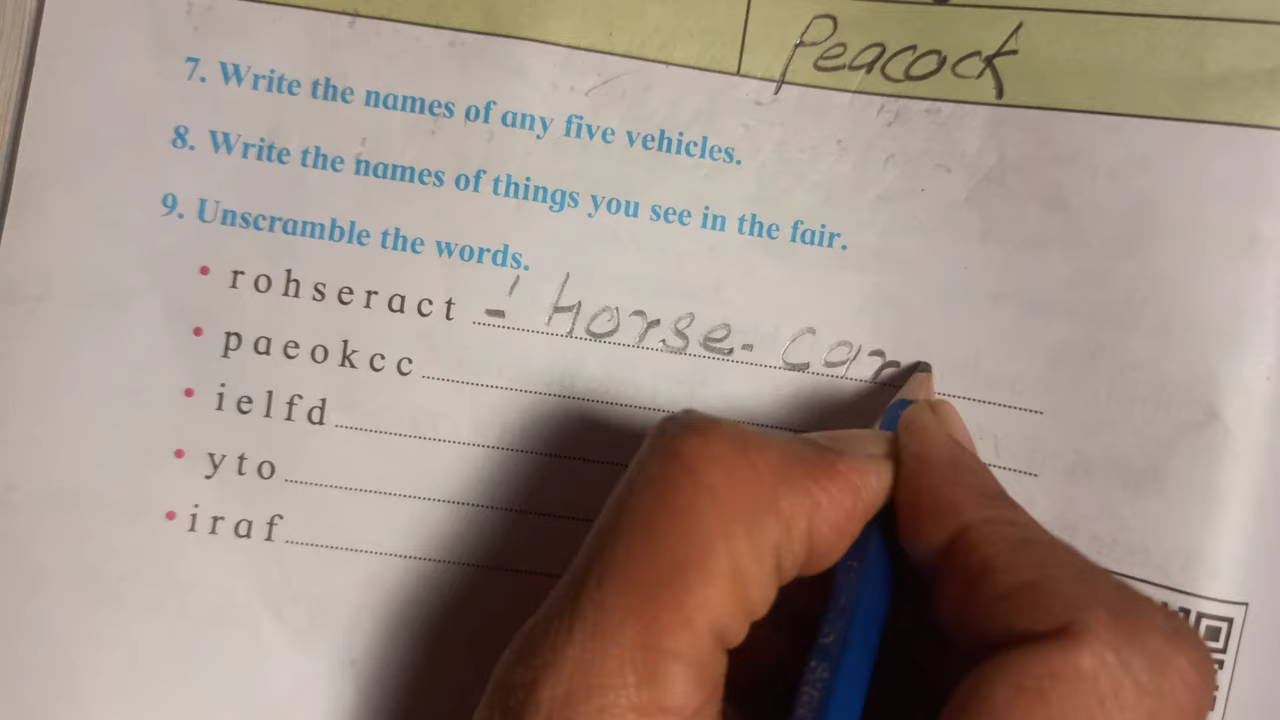 Peacock
7. Write the names of any five vehicles.
8. Write the names of things you see in the fair.
9. Unscramble the words.
• r o h s e r a c t - horse-car
• p a e o k c c
• i e l f d
• y t o
• i r a f